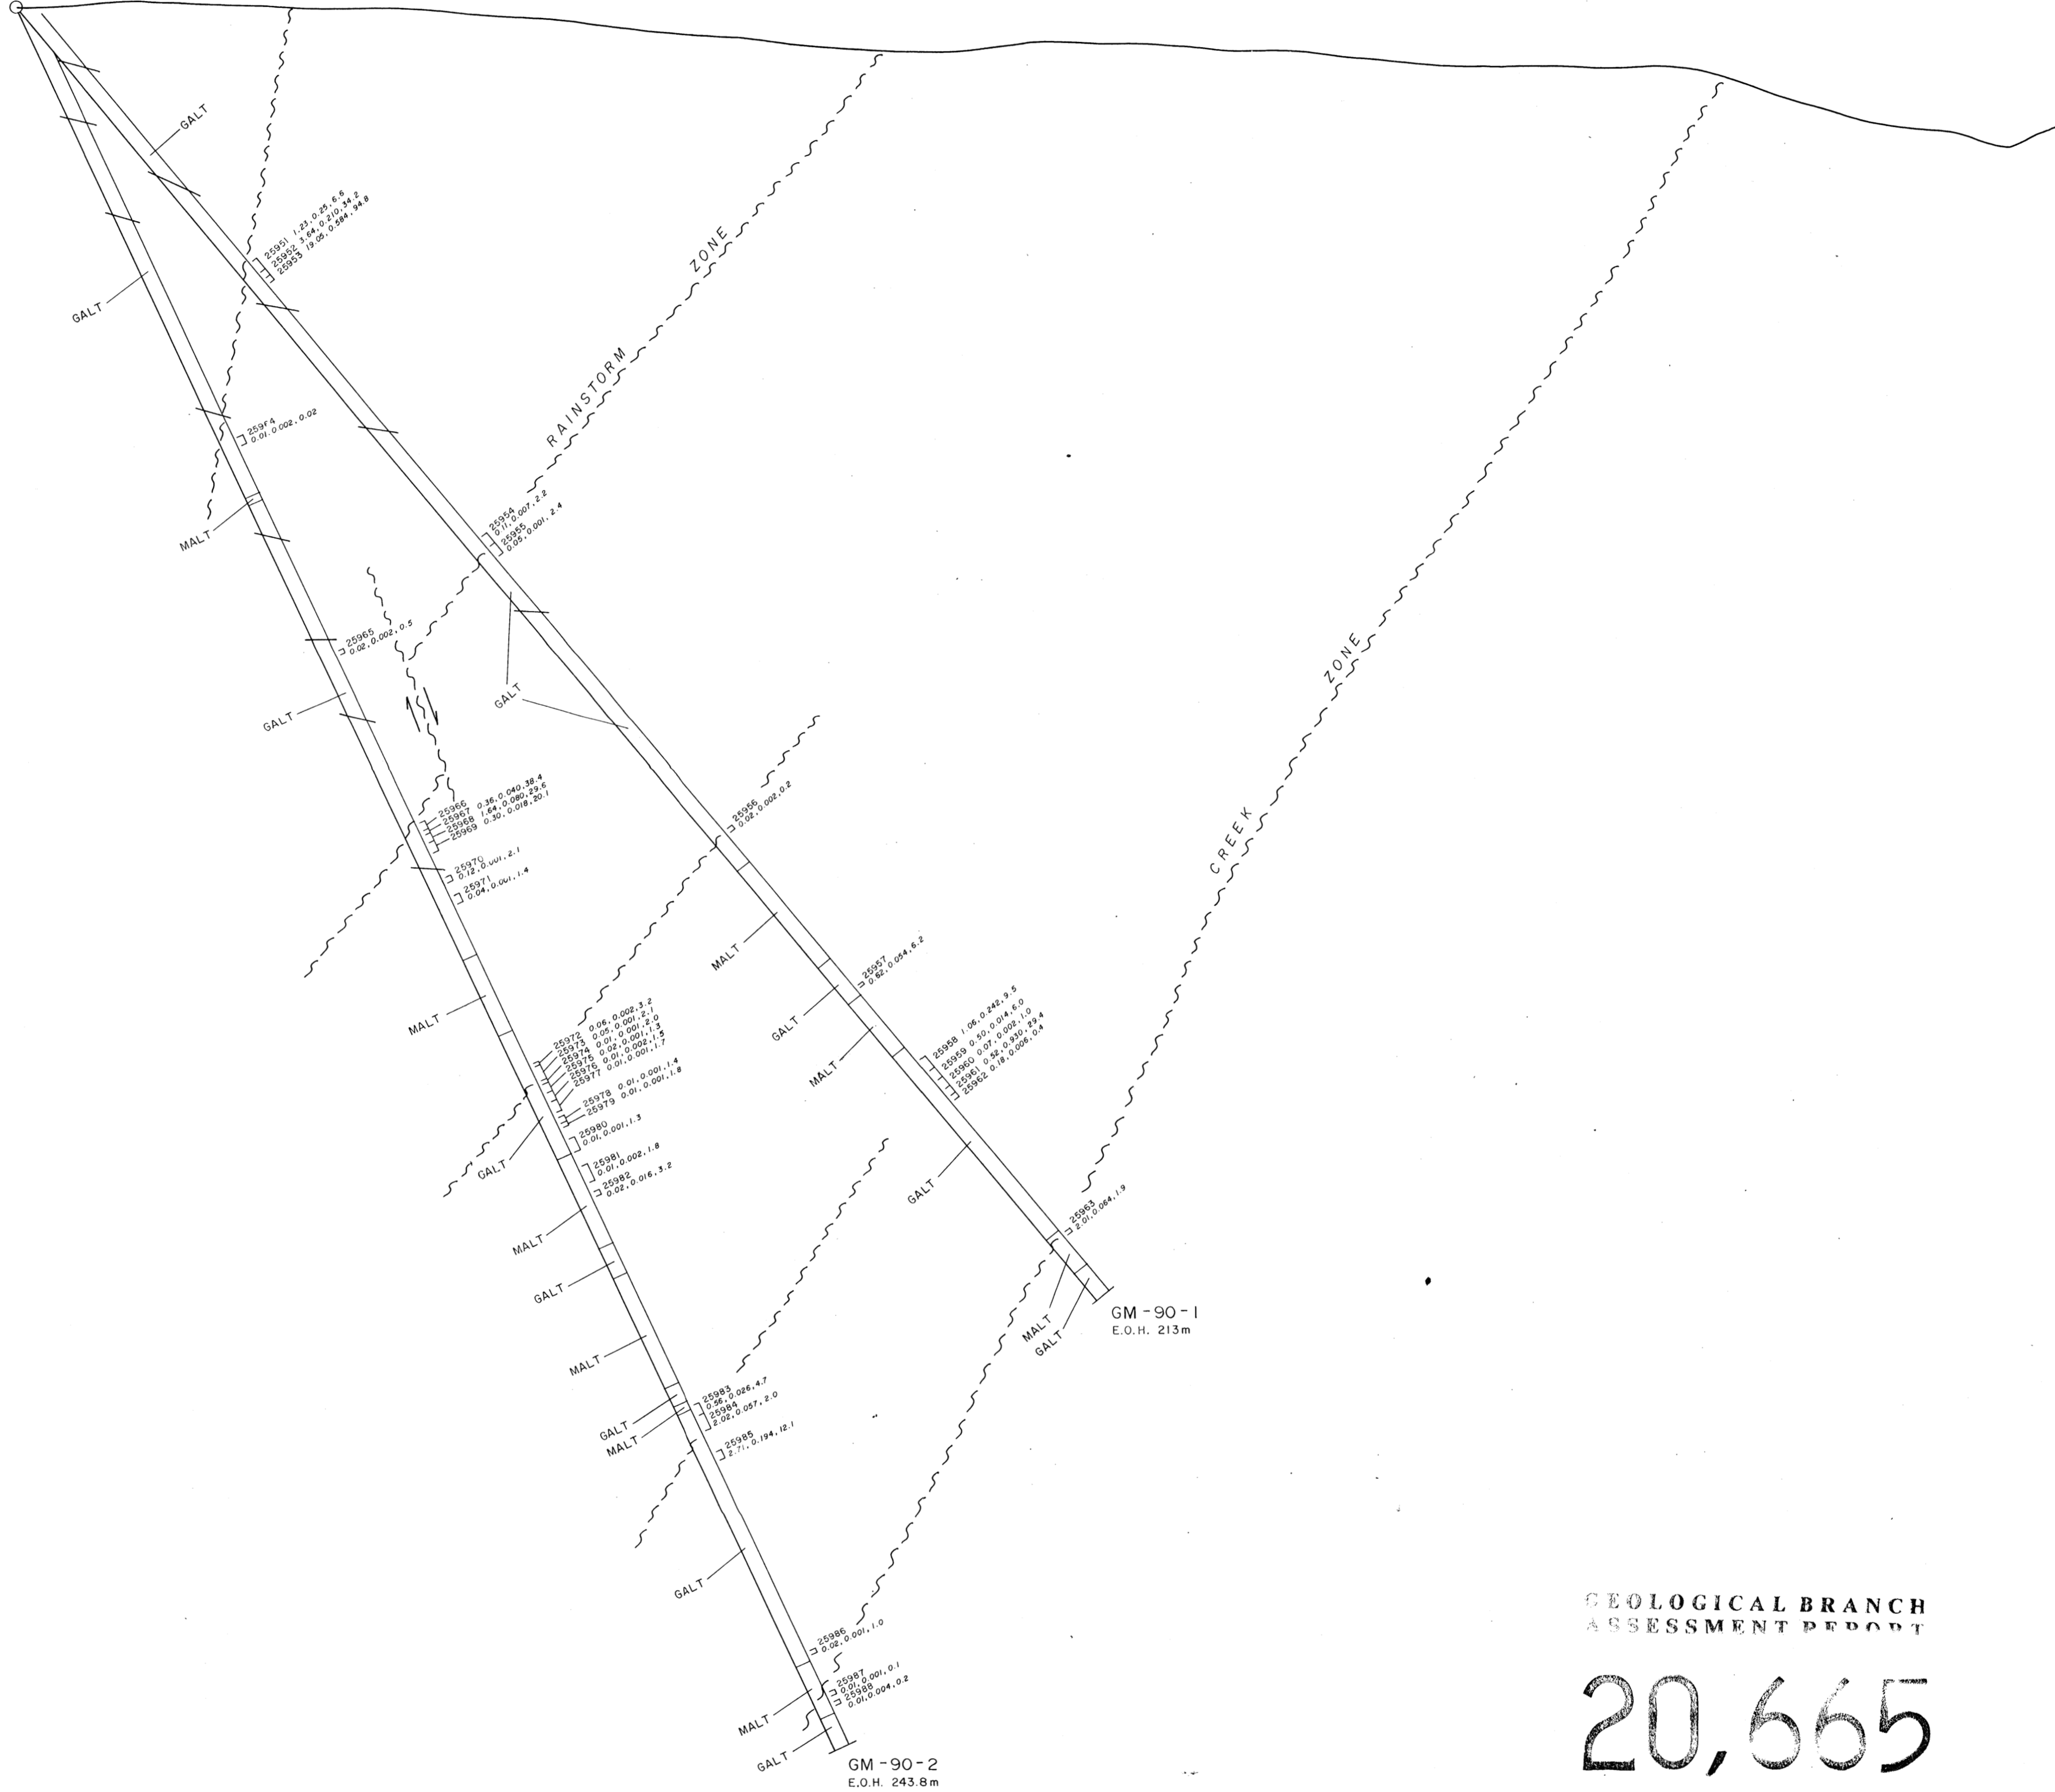 GALT
25951 1.23, 0.25, 6.6
25952 3.64, 0.210, 34.2
25953 19.05, 0.584, 94.8
ZONE
GALT
RAINSTORM
0.01, 0.002, 0.02
MALT
25954
0.11, 0.007, 2.2
25955
0.05, 0.001, 2.4
25965
0.02, 0.002, 0.5
ZONE
GALT
GALT
25966
25967 0.36, 0.040, 38.4
25968 1.64, 0.080, 29.6
25969 0.30, 0.018, 20.1
25956
0.02, 0.002, 0.2
CREEK
25970
0.12, 0.001, 2.1
25971
0.04, 0.001, 1.4
MALT
25957
0.62, 0.054, 6.2
MALT
GALT
25972 0.06, 0.002, 3.2
25973 0.05, 0.001, 2.1
25974 0.01, 0.001, 2.0
25975 0.02, 0.001, 1.3
25976 0.01, 0.002, 1.5
25977 0.01, 0.001, 1.7
25958 1.06, 0.242, 9.5
25959 0.50, 0.014, 6.0
25960 0.07, 0.002, 1.0
25961 0.52, 0.930, 29.4
25962 0.18, 0.006, 0.4
MALT
25978 0.01, 0.001, 1.4
25979 0.01, 0.001, 1.8
25980
0.01, 0.001, 1.3
GALT
25981
0.01, 0.002, 1.8
25982
0.02, 0.016, 3.2
GALT
25963
2.01, 0.064, 1.9
MALT
GALT
MALT
GALT
GM-90-1
E.O.H. 213m
MALT
25983
0.56, 0.026, 4.7
25984
2.02, 0.057, 2.0
GALT
MALT
25985
2.71, 0.194, 12.1
GALT
25986
0.02, 0.001, 1.0
25987
0.01, 0.001, 0.1
25988
0.01, 0.004, 0.2
MALT
GALT
GM-90-2
E.O.H. 243.8m
GEOLOGICAL BRANCH
ASSESSMENT REPORT
20,665